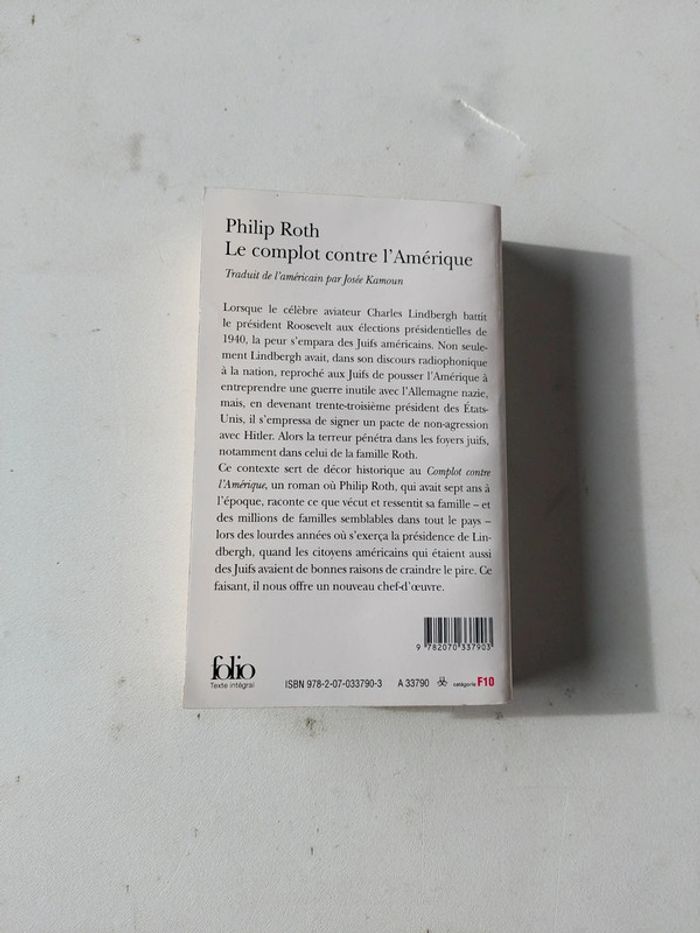 Philip Roth
Le complot contre l'Amérique
Traduit de l'américain par Josée Kamoun
Lorsque le célèbre aviateur Charles Lindbergh battit
le président Roosevelt aux élections présidentielles de
1940, la peur s'empara des Juifs américains. Non seule-
ment Lindbergh avait, dans son discours radiophonique
à la nation, reproché aux Juifs de pousser l'Amérique à
entreprendre une guerre inutile avec l'Allemagne nazie,
mais, en devenant trente-troisième président des États-
Unis, il s'empressa de signer un pacte de non-agression
avec Hitler. Alors la terreur pénétra dans les foyers juifs,
notamment dans celui de la famille Roth.
Ce contexte sert de décor historique au Complot contre
l'Amérique, un roman où Philip Roth, qui avait sept ans à
l'époque, raconte ce que vécut et ressentit sa famille – et
des millions de familles semblables dans tout le pays –
lors des lourdes années où s'exerça la présidence de Lin-
dbergh, quand les citoyens américains qui étaient aussi
des Juifs avaient de bonnes raisons de craindre le pire. Ce
faisant, il nous offre un nouveau chef-d'œuvre.
9 782070 337903
folio
Texte intégral
ISBN 978-2-07-033790-3 A 33790 catégorie F10